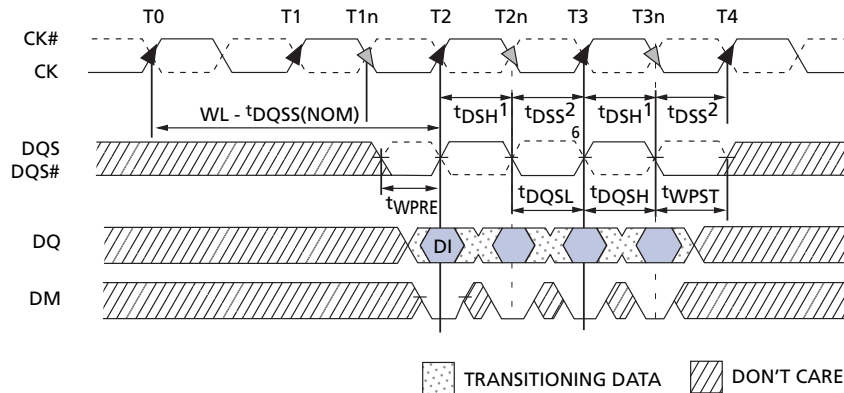 T0 T1 T1n T2 T2n T3 T3n T4
CK#
CK
WL - tDQSS(NOM)
tDSH1 tDSS2 tDSH1 tDSS2
6
DQS
DQS#
tWPRE
tDQSL tDQSH tWPST
DQ
DI
DM
TRANSITIONING DATA
DON'T CARE